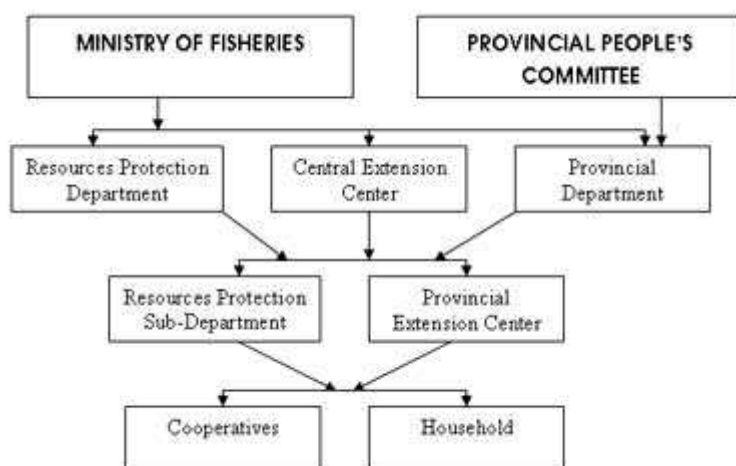 MINISTRY OF FISHERIES
PROVINCIAL PEOPLE'S
COMMITTEE
Resources Protection
Department
Central Extension
Center
Provincial
Department
Resources Protection
Sub-Department
Provincial
Extension Center
Cooperatives
Household